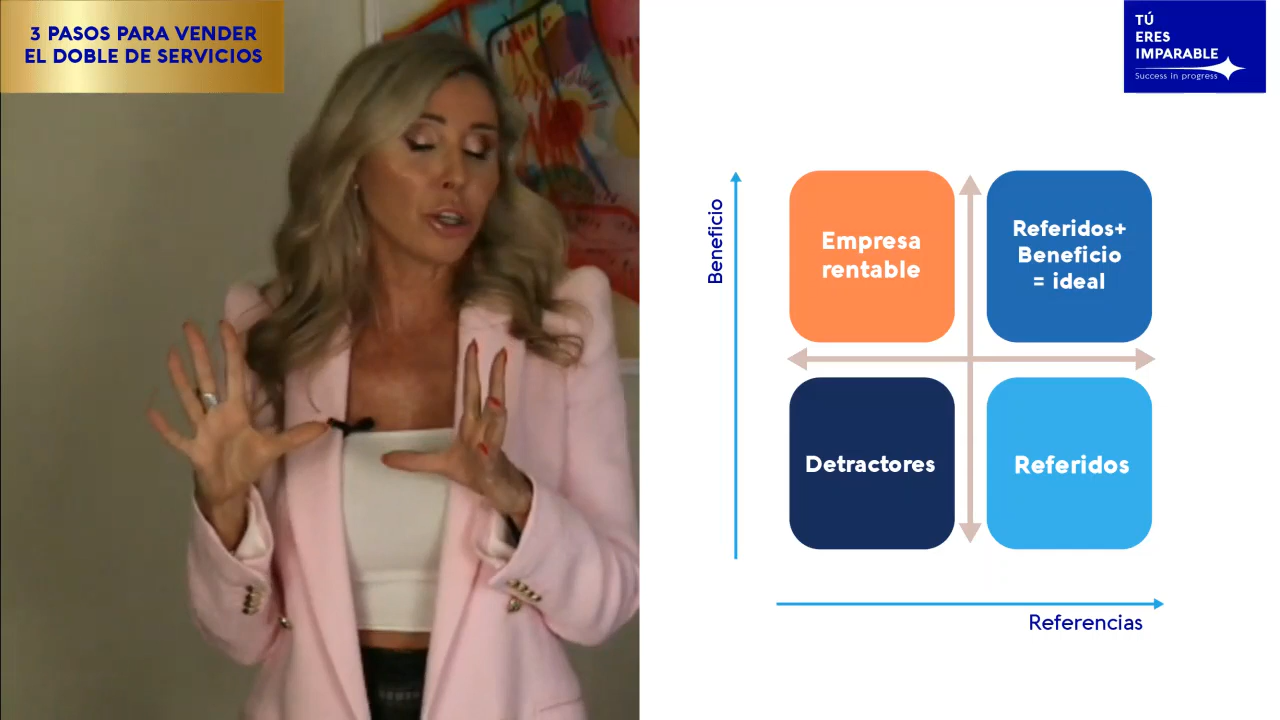 3 PASOS PARA VENDER
EL DOBLE DE SERVICIOS
TÚ
ERES
IMPARABLE
Success in progress
Beneficio
Empresa
rentable
Referidos+
Beneficio
= ideal
Detractores
Referidos
Referencias